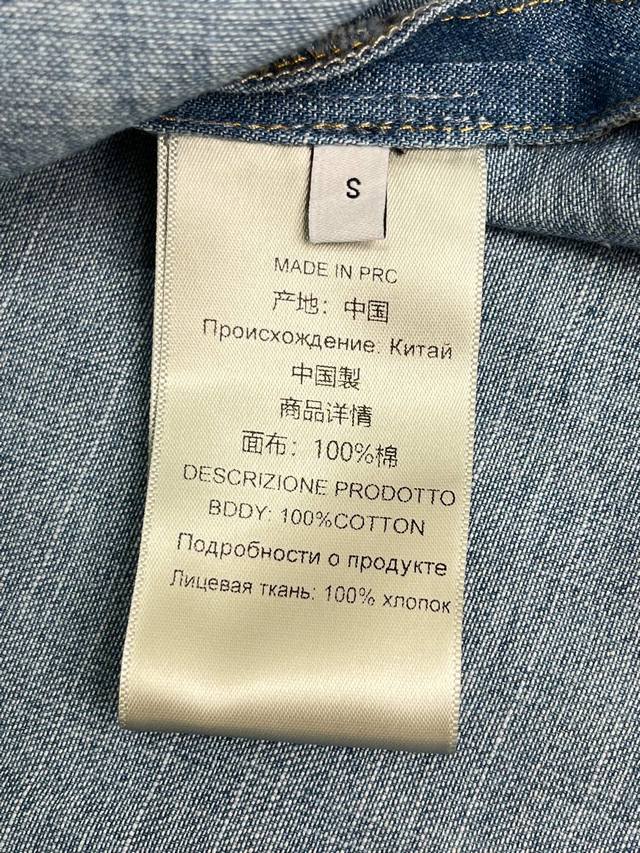 S
MADE IN PRC
产地：中国
Происхождение: Китай
中国製
商品详情
面布：100%棉
DESCRIZIONE PRODOTTO
BDDY: 100%COTTON
Подробности о продукте
Лицевая ткань: 100% хлопок